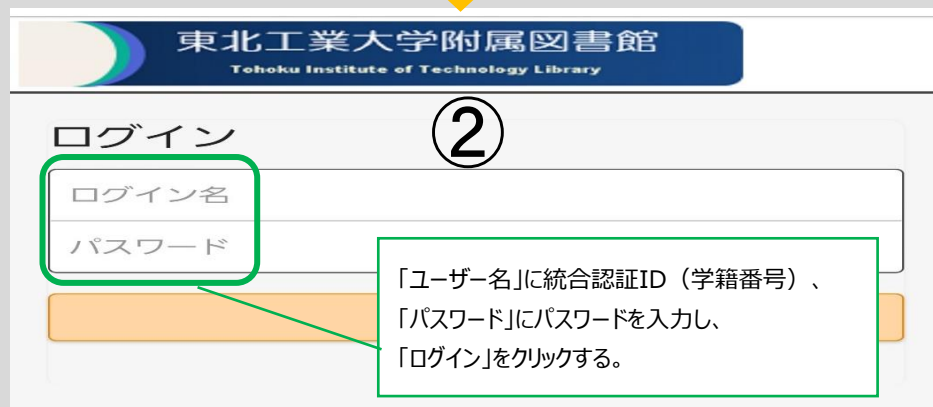 東北工業大学附属図書館
Tohoku Institute of Technology Library
②
ログイン
ログイン名
パスワード
「ユーザー名」に統合認証ID（学籍番号）、
「パスワード」にパスワードを入力し、
「ログイン」をクリックする。